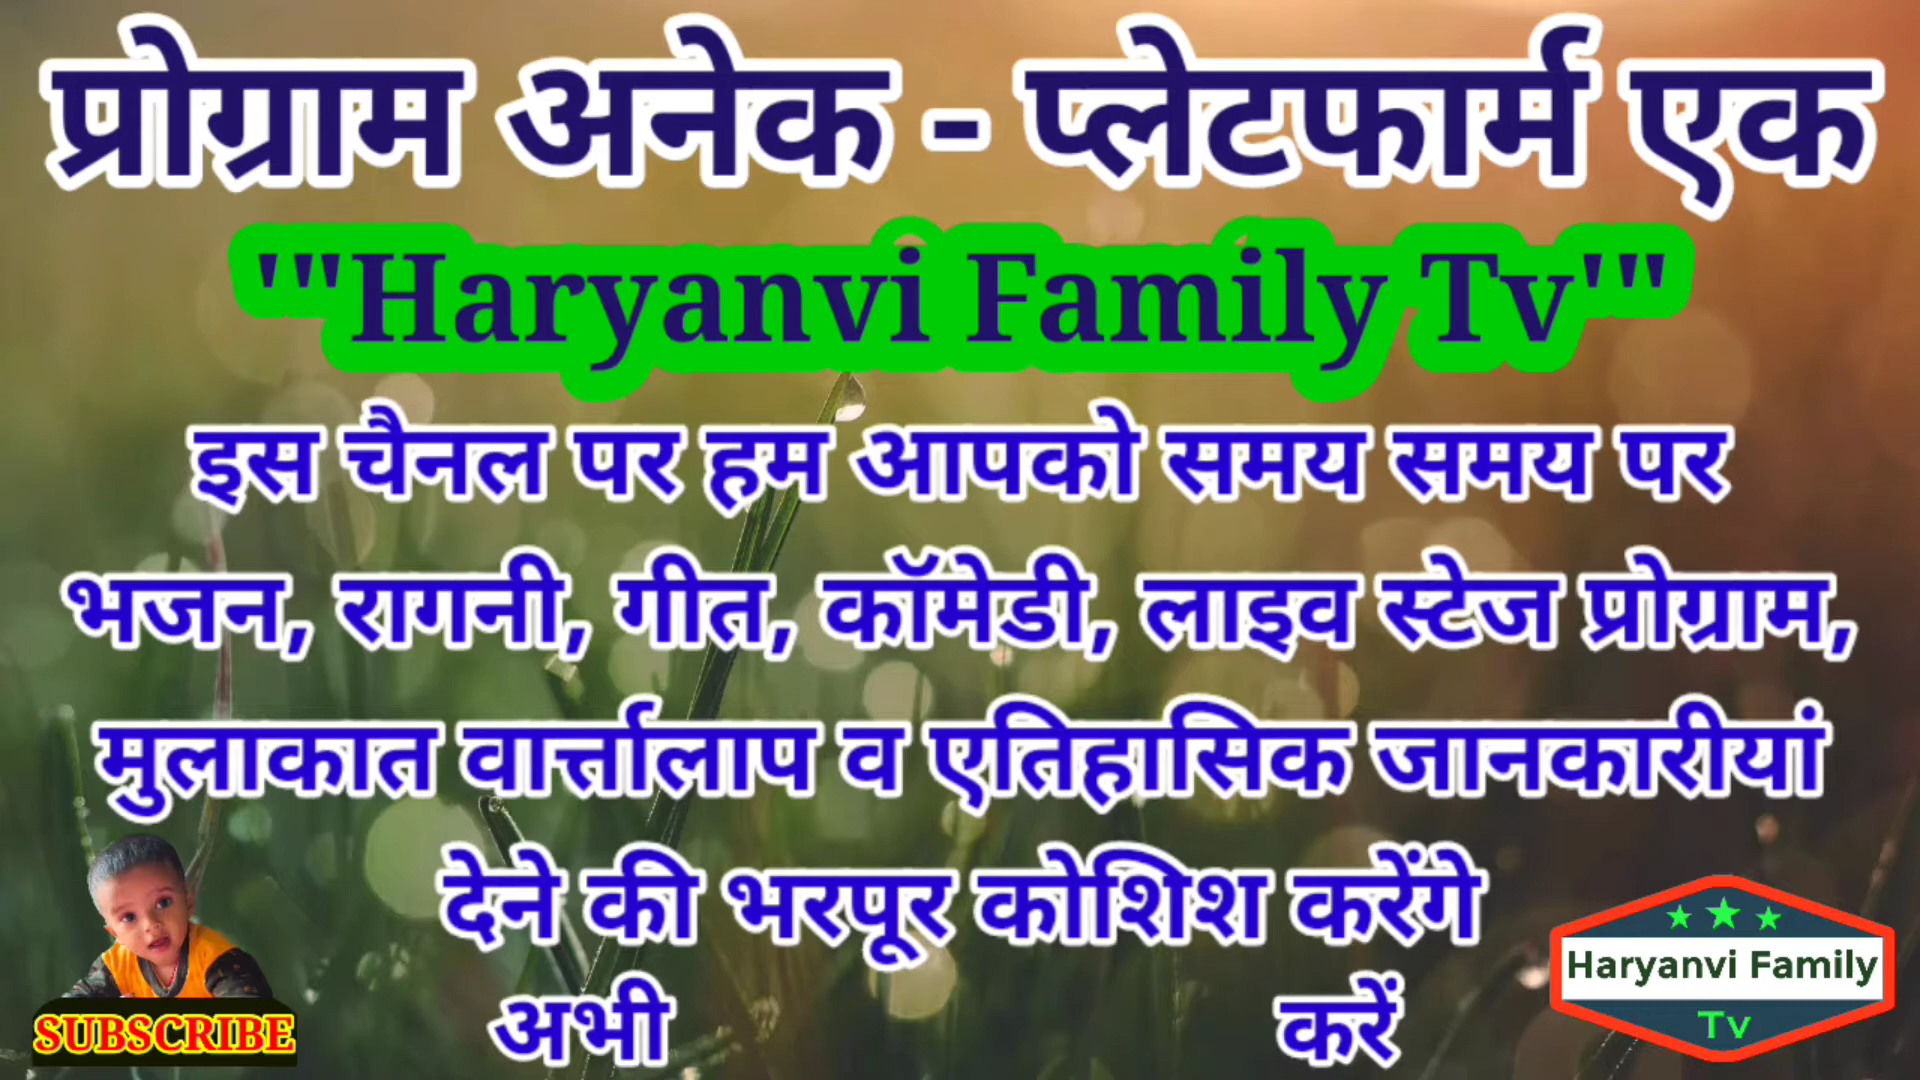 प्रोग्राम अनेक - प्लेटफार्म एक
'"Haryanvi Family Tv'"
इस चैनल पर हम आपको समय समय पर
भजन, रागनी, गीत, कॉमेडी, लाइव स्टेज प्रोग्राम,
मुलाकात वार्त्तालाप व एतिहासिक जानकारीयां
देने की भरपूर कोशिश करेंगे
अभी करें
SUBSCRIBE
Haryanvi Family
Tv